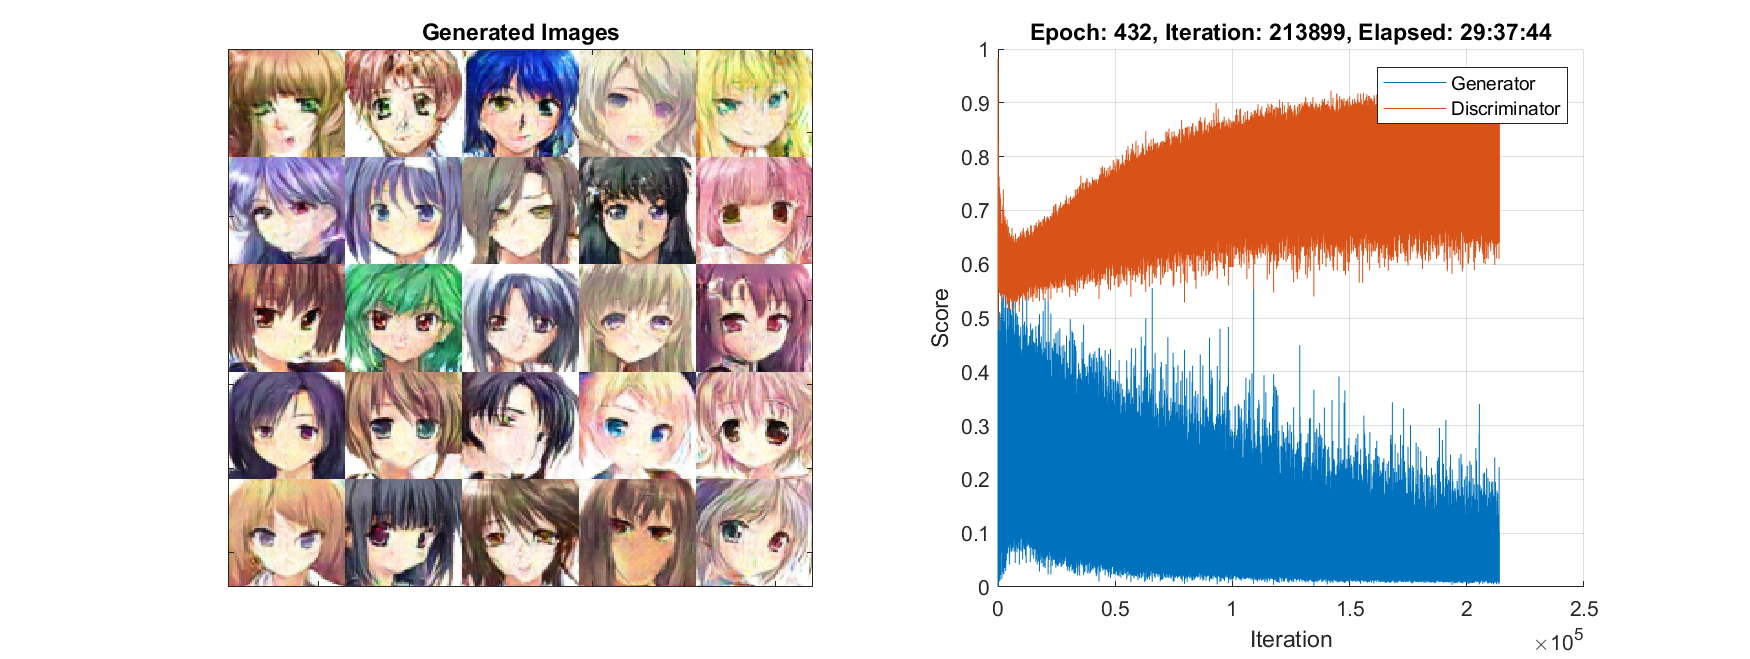 Generated Images
Epoch: 432, Iteration: 213899, Elapsed: 29:37:44
1
0.9
0.8
0.7
0.6
0.5
0.4
0.3
0.2
0.1
0
Score
Generator
Discriminator
0 0.5 1 1.5 2 2.5
Iteration
×10^5